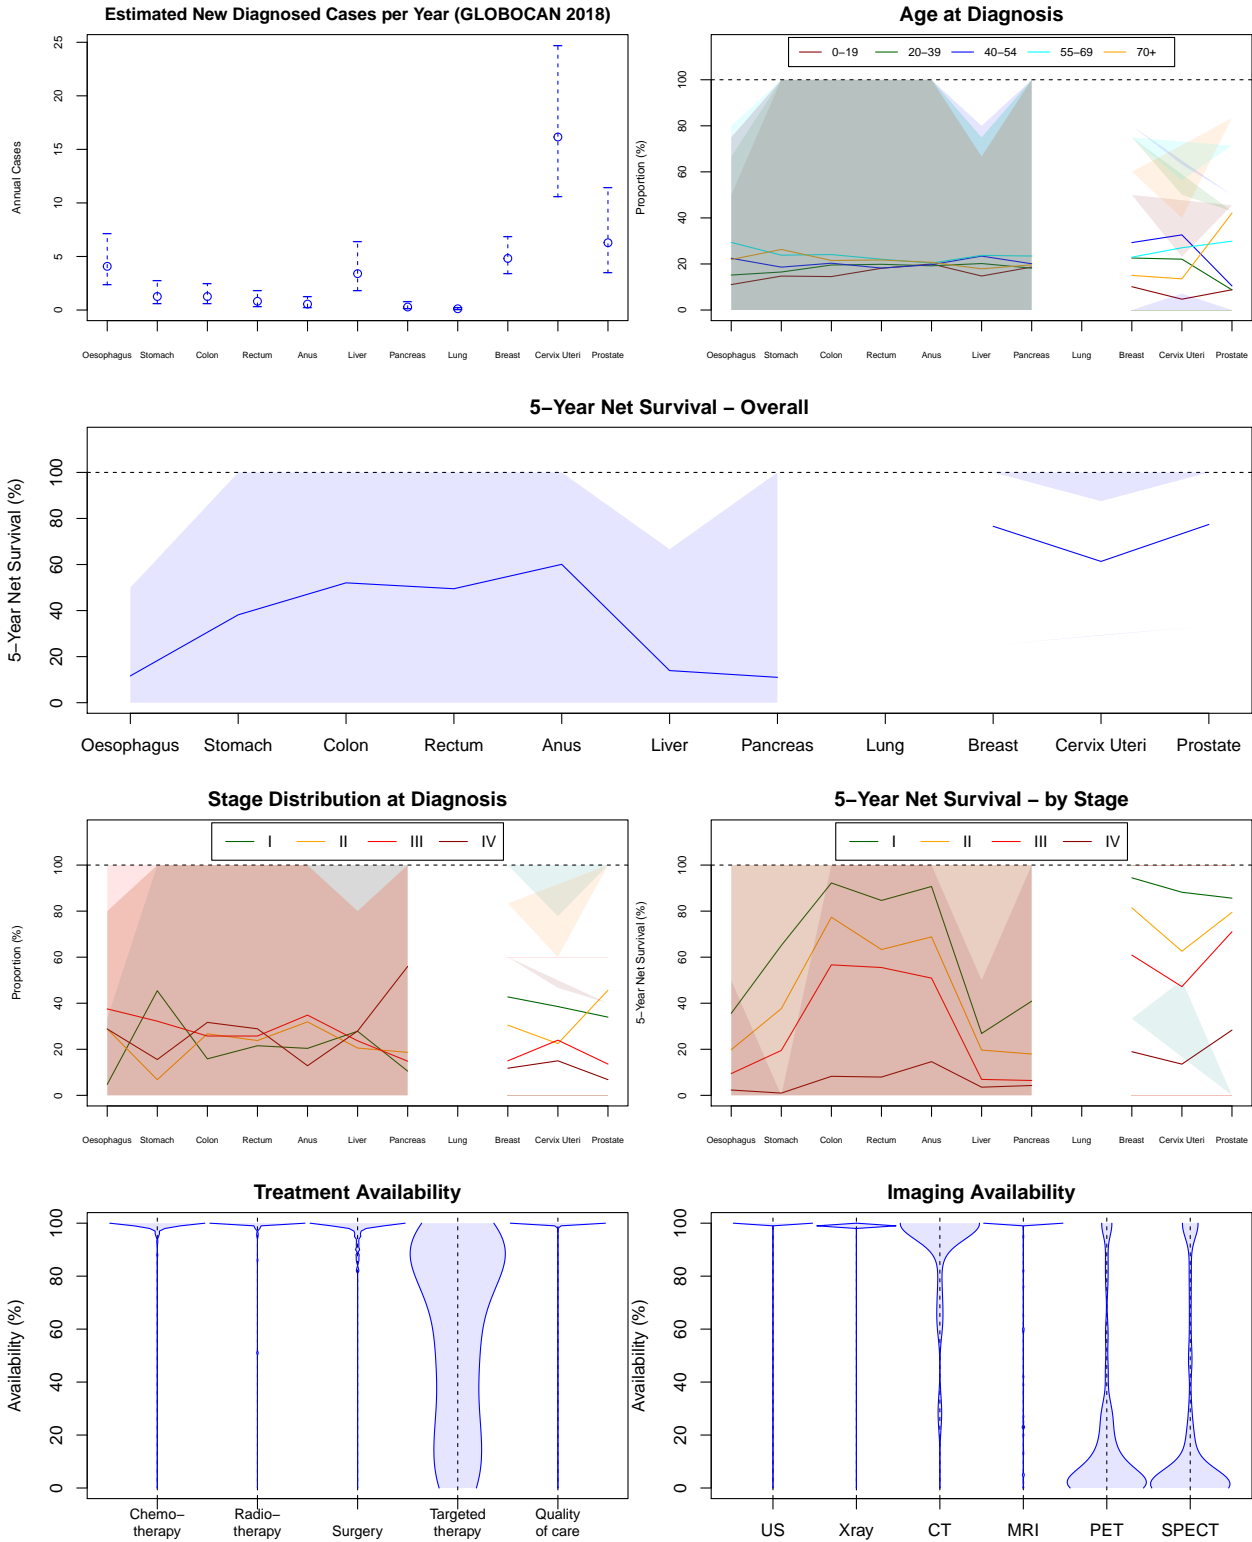 Estimated New Diagnosed Cases per Year (GLOBOCAN 2018)
Annual Cases
0 5 10 15 20 25
Oesophagus Stomach Colon Rectum Anus Liver Pancreas Lung Breast Cervix Uteri Prostate
Age at Diagnosis
0−19 20−39 40−54 55−69 70+
Proportion (%)
0 20 40 60 80 100
Oesophagus Stomach Colon Rectum Anus Liver Pancreas Lung Breast Cervix Uteri Prostate
5−Year Net Survival − Overall
5−Year Net Survival (%)
0 20 40 60 80 100
Oesophagus Stomach Colon Rectum Anus Liver Pancreas Lung Breast Cervix Uteri Prostate
Stage Distribution at Diagnosis
I II III IV
Proportion (%)
0 20 40 60 80 100
Oesophagus Stomach Colon Rectum Anus Liver Pancreas Lung Breast Cervix Uteri Prostate
5−Year Net Survival − by Stage
I II III IV
5−Year Net Survival (%)
0 20 40 60 80 100
Oesophagus Stomach Colon Rectum Anus Liver Pancreas Lung Breast Cervix Uteri Prostate
Treatment Availability
Availability (%)
0 20 40 60 80 100
Chemo− Radio− Targeted Quality
therapy therapy Surgery therapy of care
Imaging Availability
Availability (%)
0 20 40 60 80 100
US Xray CT MRI PET SPECT